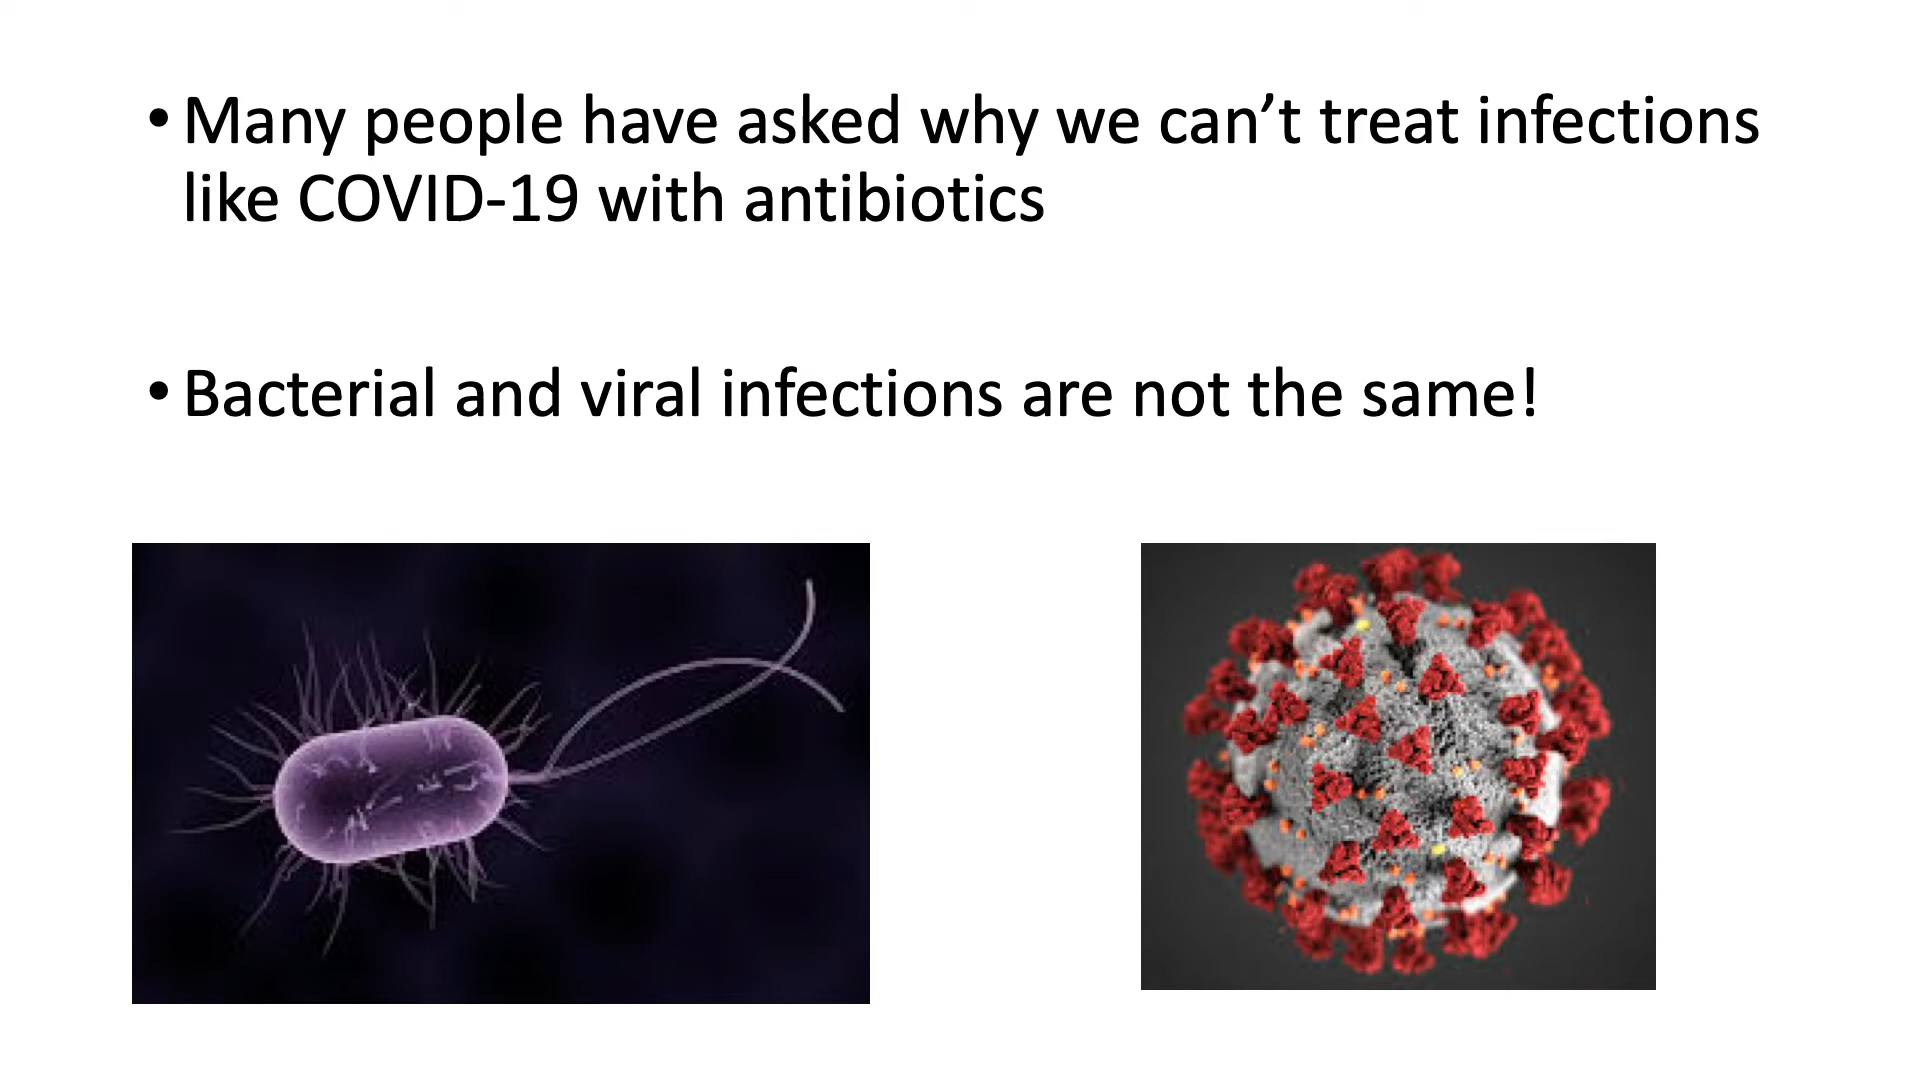 • Many people have asked why we can’t treat infections
like COVID-19 with antibiotics
• Bacterial and viral infections are not the same!